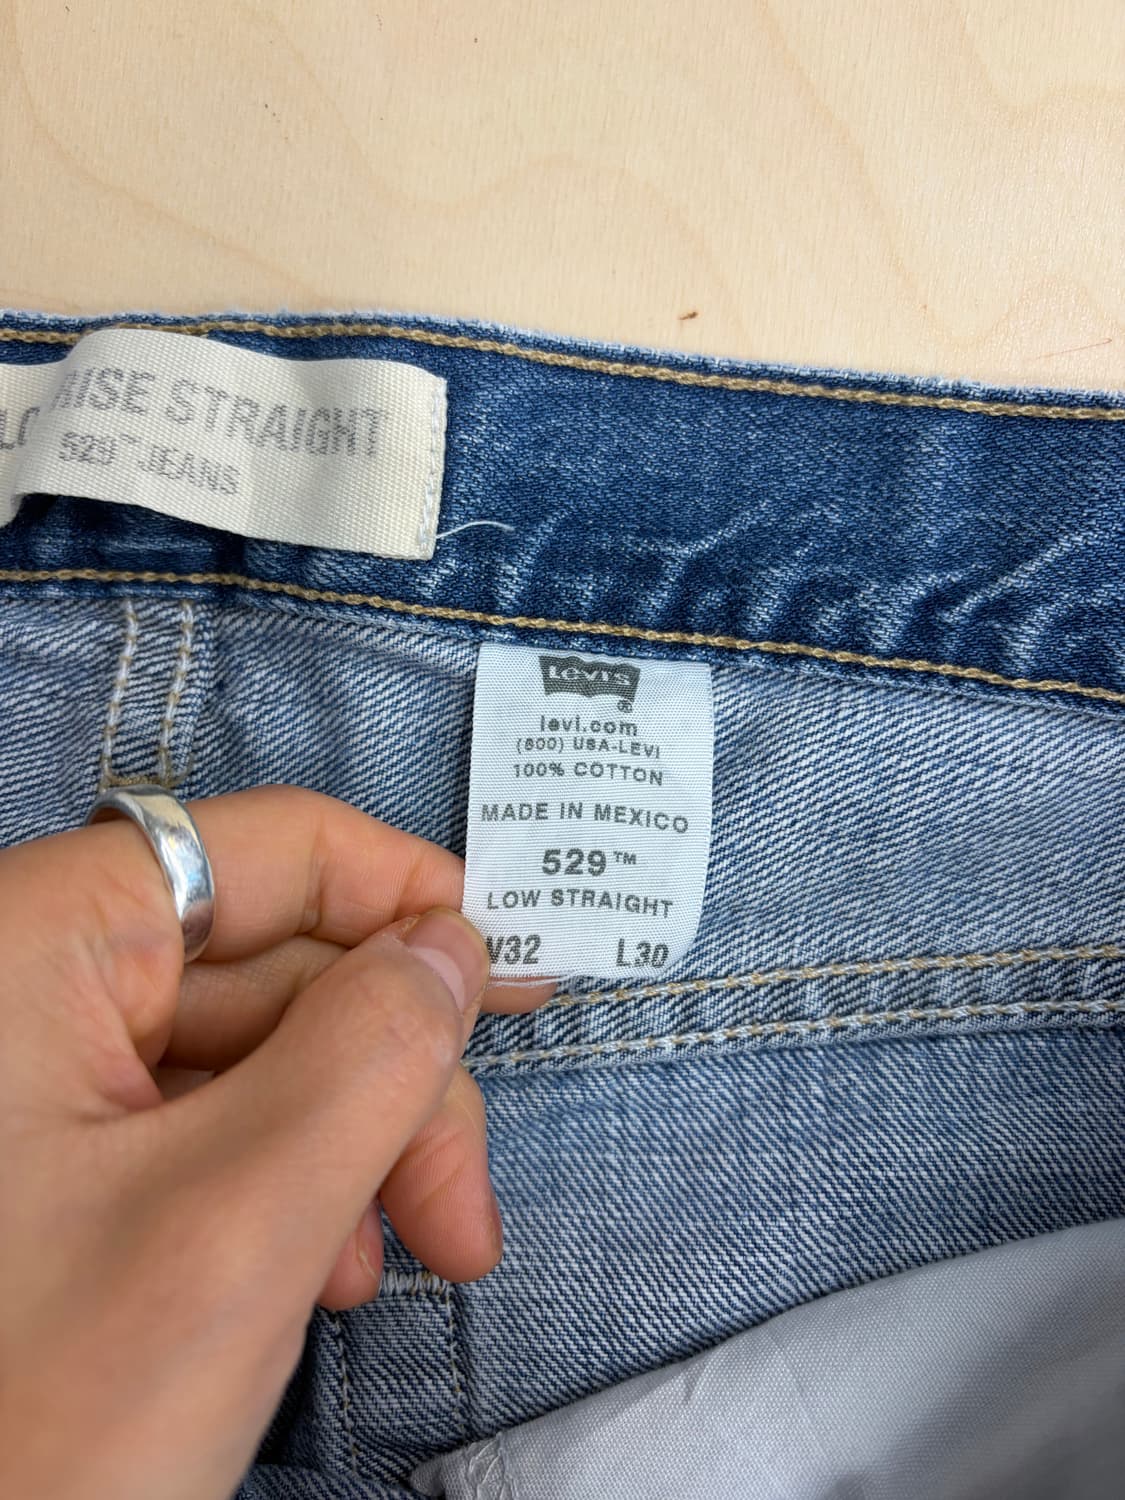 RISE STRAIGHT
529™ JEANS
LEVI'S
®
levi.com
(800) USA-LEVI
100% COTTON
MADE IN MEXICO
529™
LOW STRAIGHT
W32 L30